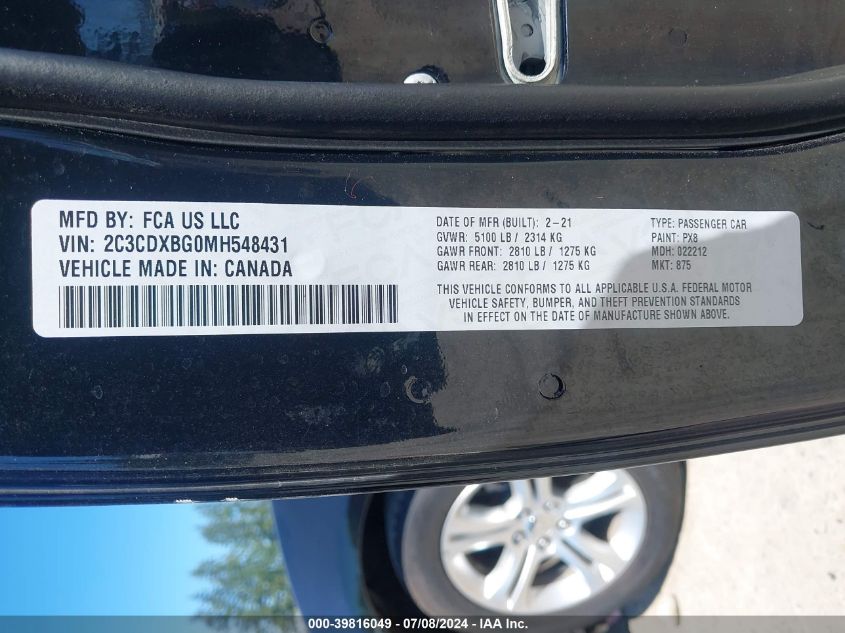 MFD BY: FCA US LLC
VIN: 2C3CDXBG0MH548431
VEHICLE MADE IN: CANADA
DATE OF MFR (BUILT): 2-21
GVWR: 5100 LB / 2314 KG
GAWR FRONT: 2810 LB / 1275 KG
GAWR REAR: 2810 LB / 1275 KG
TYPE: PASSENGER CAR
PAINT: PX8
MDH: 022212
MKT: 875
THIS VEHICLE CONFORMS TO ALL APPLICABLE U.S.A. FEDERAL MOTOR
VEHICLE SAFETY, BUMPER, AND THEFT PREVENTION STANDARDS
IN EFFECT ON THE DATE OF MANUFACTURE SHOWN ABOVE.
000-39816049 - 07/08/2024 - IAA Inc.